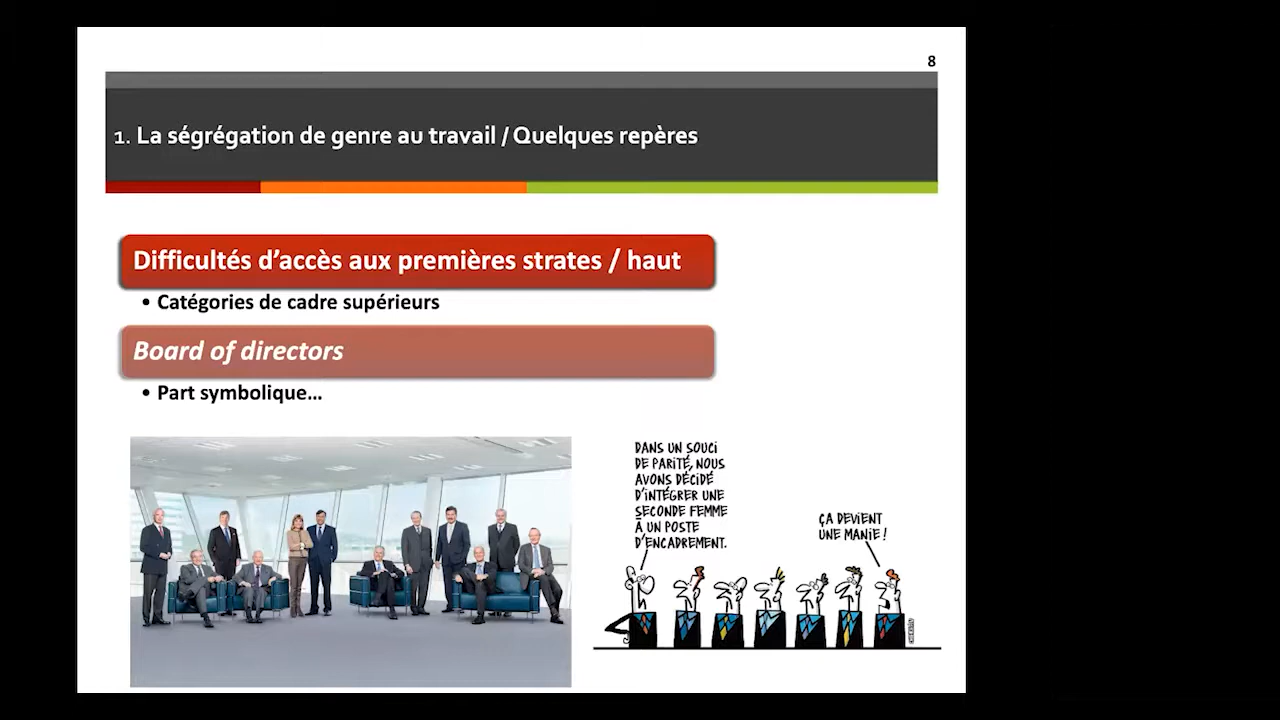 8
1. La ségrégation de genre au travail / Quelques repères
Difficultés d’accès aux premières strates / haut
• Catégories de cadre supérieurs
Board of directors
• Part symbolique…
DANS UN SOUCI
DE PARITÉ, NOUS
AVONS DÉCIDÉ
D'INTÉGRER UNE
SECONDE FEMME
À UN POSTE
D'ENCADREMENT.
ÇA DEVIENT
UNE MANIE !